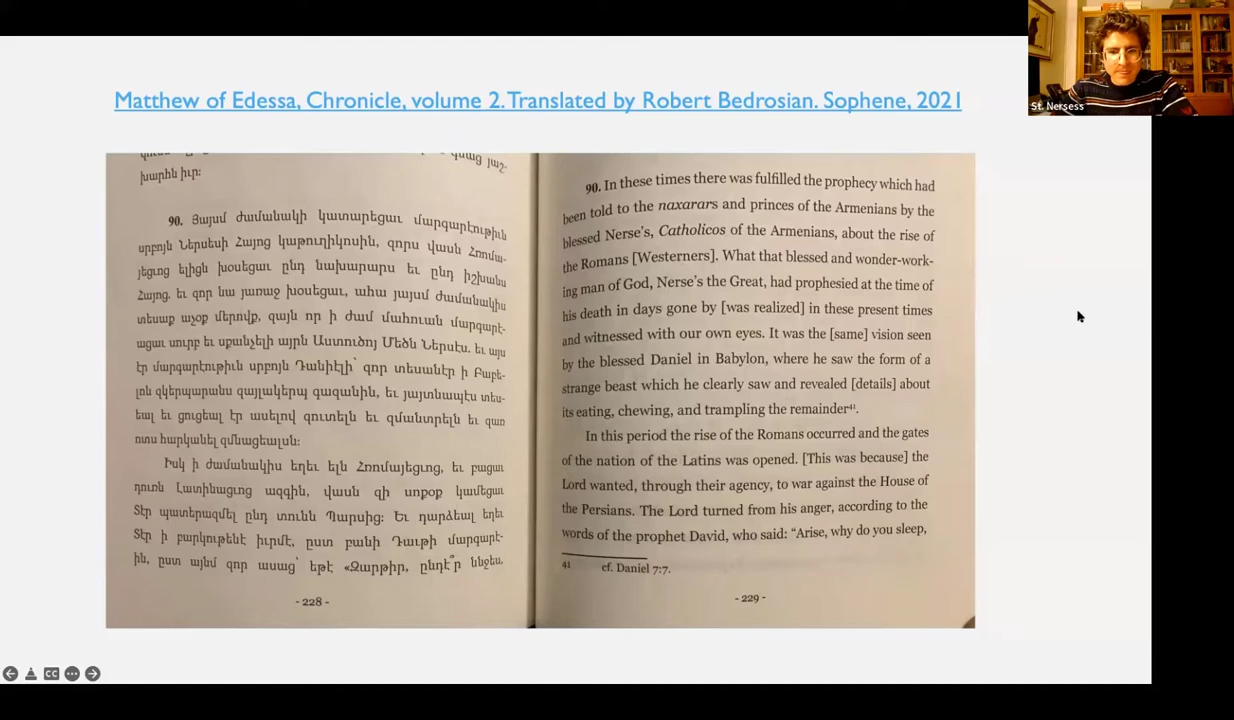 St. Nersess
Matthew of Edessa, Chronicle, volume 2. Translated by Robert Bedrosian. Sophene, 2021
խարհն իւր։
90. Յայսմ ժամանակի կատարեցաւ մարգարէութիւն
սրբոյն Ներսեսի Հայոց կաթուղիկոսին, զորս վասն Հռոմա-
յեցւոց ելիցն խօսեցաւ ընդ նախարարս եւ ընդ իշխանս
Հայոց. եւ զոր նա յառաջ խօսեցաւ, ահա յայսմ ժամանակիս
տեսաք աչօք մերովք, զայն որ ի ժամ մահուան մարգարէ-
ացաւ սուրբ եւ սքանչելի այրն Աստուծոյ Մեծն Ներսէս. եւ այս
էր մարգարէութիւն սրբոյն Դանիէլի՝ զոր տեսանէր ի Բաբե-
լոն զկերպարանս գայլակերպ գազանին, եւ յայտնապէս տես-
եալ եւ ցուցեալ էր ասելով զուտելն եւ զմանտրելն եւ զառ
ոտս հարկանել զմնացեալսն։
Իսկ ի ժամանակիս եղեւ ելն Հռոմայեցւոց, եւ բացաւ
դուռն Լատինացւոց ազգին, վասն զի սոքօք կամեցաւ
Տէր պատերազմել ընդ տունն Պարսից։ Եւ դարձեալ եղեւ
Տէր ի բարկութենէ իւրմէ, ըստ բանի Դաւթի մարգարէ-
ին, ըստ այնմ զոր ասաց՝ եթէ «Զարթիր, ընդէ՞ր ննջես,
- 228 -
90. In these times there was fulfilled the prophecy which had
been told to the naxarars and princes of the Armenians by the
blessed Nerse's, Catholicos of the Armenians, about the rise of
the Romans [Westerners]. What that blessed and wonder-work-
ing man of God, Nerse's the Great, had prophesied at the time of
his death in days gone by [was realized] in these present times
and witnessed with our own eyes. It was the [same] vision seen
by the blessed Daniel in Babylon, where he saw the form of a
strange beast which he clearly saw and revealed [details] about
its eating, chewing, and trampling the remainder41.
In this period the rise of the Romans occurred and the gates
of the nation of the Latins was opened. [This was because] the
Lord wanted, through their agency, to war against the House of
the Persians. The Lord turned from his anger, according to the
words of the prophet David, who said: "Arise, why do you sleep,
41 cf. Daniel 7:7.
- 229 -
CC